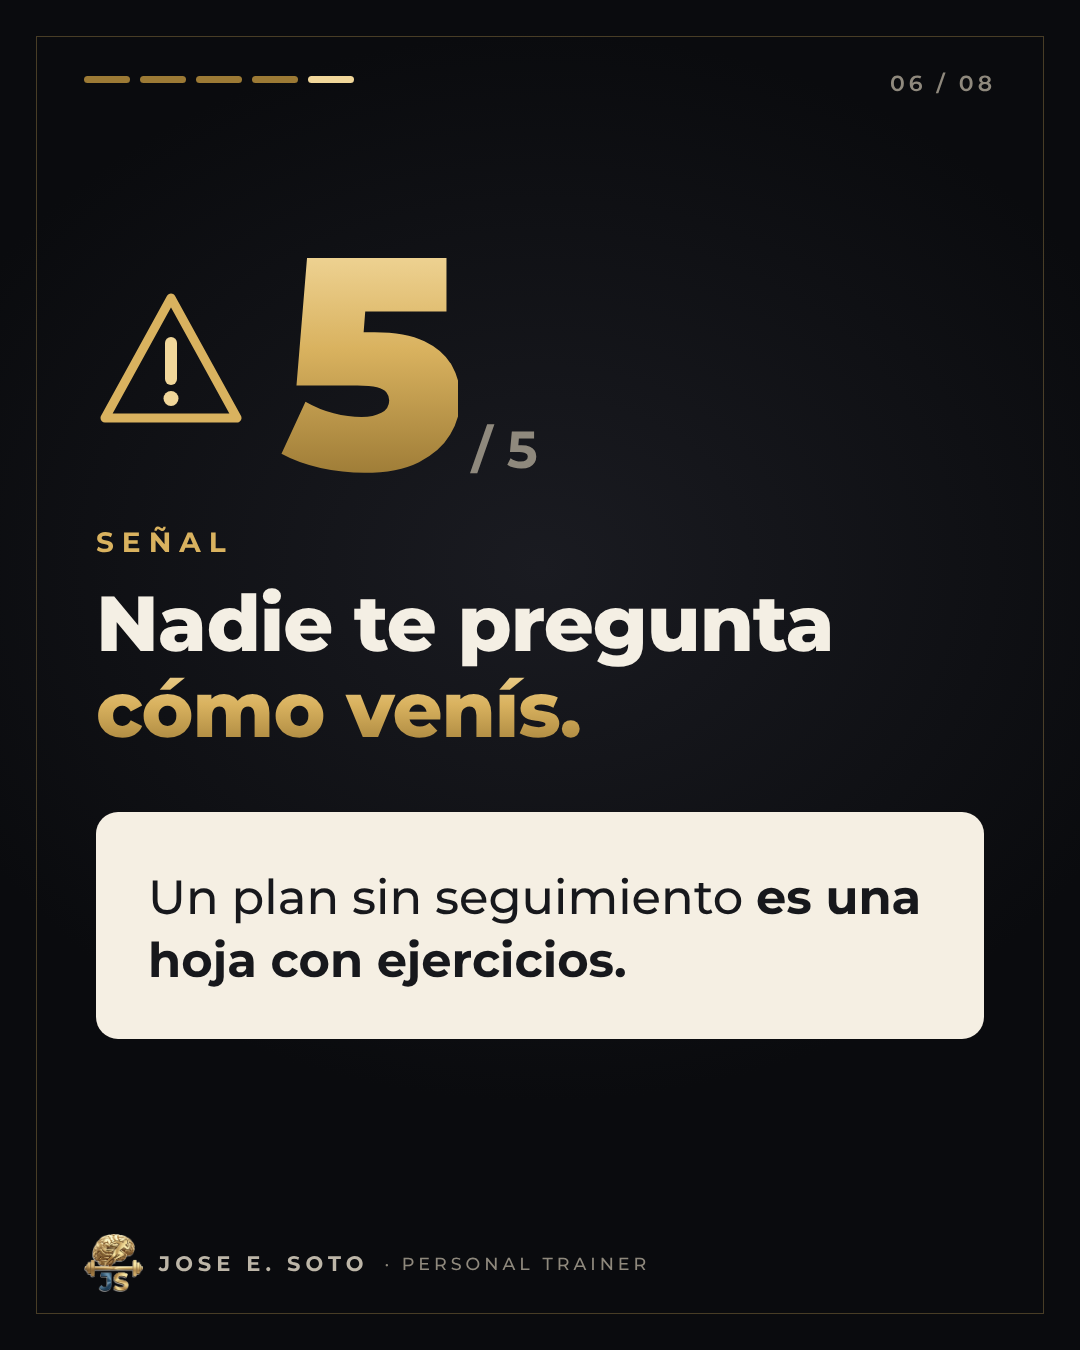 06 / 08
5 / 5
SEÑAL
Nadie te pregunta
cómo venís.
Un plan sin seguimiento es una
hoja con ejercicios.
JS
JOSE E. SOTO · PERSONAL TRAINER